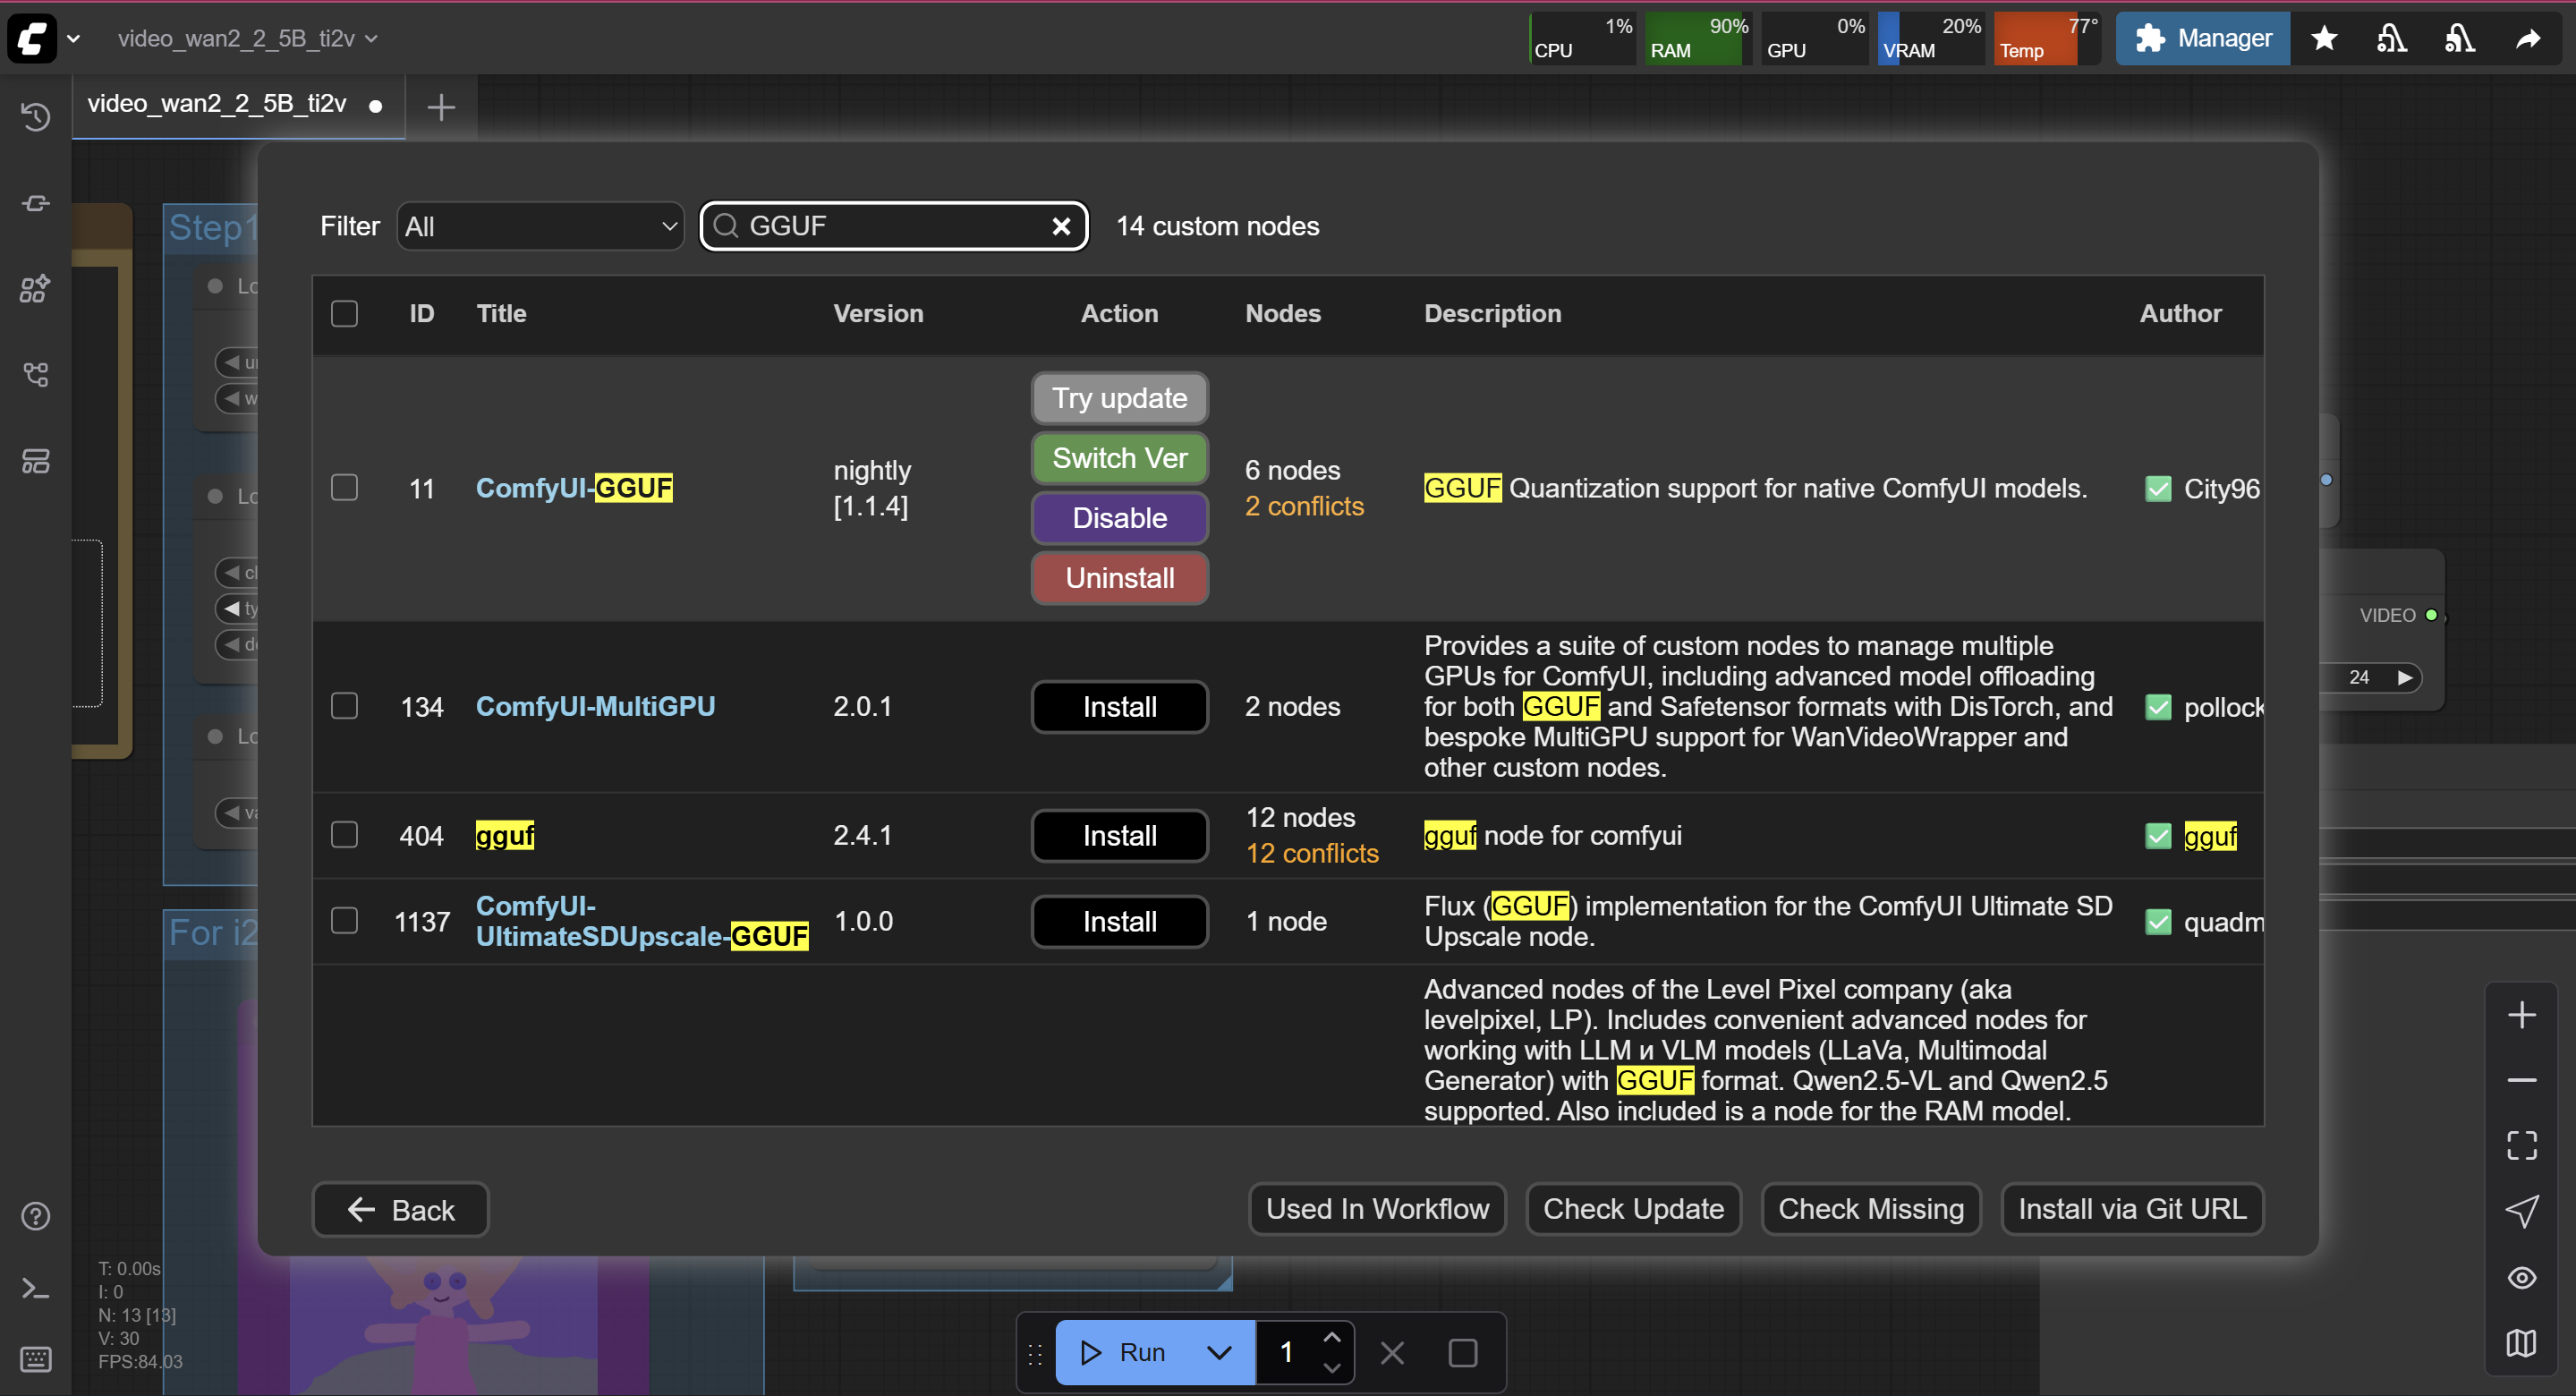 video_wan2_2_5B_ti2v
CPU 1%
RAM 90%
GPU 0%
VRAM 20%
Temp 77°
Manager
video_wan2_2_5B_ti2v
Step1
Filter All GGUF 14 custom nodes
ID Title Version Action Nodes Description Author
11 ComfyUI-GGUF
nightly
[1.1.4]
Try update
Switch Ver
Disable
Uninstall
6 nodes
2 conflicts
GGUF Quantization support for native ComfyUI models.
City96
134 ComfyUI-MultiGPU 2.0.1 Install 2 nodes
Provides a suite of custom nodes to manage multiple
GPUs for ComfyUI, including advanced model offloading
for both GGUF and Safetensor formats with DisTorch, and
bespoke MultiGPU support for WanVideoWrapper and
other custom nodes.
pollock
404 gguf 2.4.1 Install
12 nodes
12 conflicts
gguf node for comfyui
gguf
1137
ComfyUI-
UltimateSDUpscale-GGUF
1.0.0 Install 1 node
Flux (GGUF) implementation for the ComfyUI Ultimate SD
Upscale node.
quadm
Advanced nodes of the Level Pixel company (aka
levelpixel, LP). Includes convenient advanced nodes for
working with LLM и VLM models (LLaVa, Multimodal
Generator) with GGUF format. Qwen2.5-VL and Qwen2.5
supported. Also included is a node for the RAM model.
Back
Used In Workflow
Check Update
Check Missing
Install via Git URL
Lo
w
Lo
ty
Lo
For i2
VIDEO
24
T: 0.00s
I: 0
N: 13 [13]
V: 30
FPS:84.03
Run
1